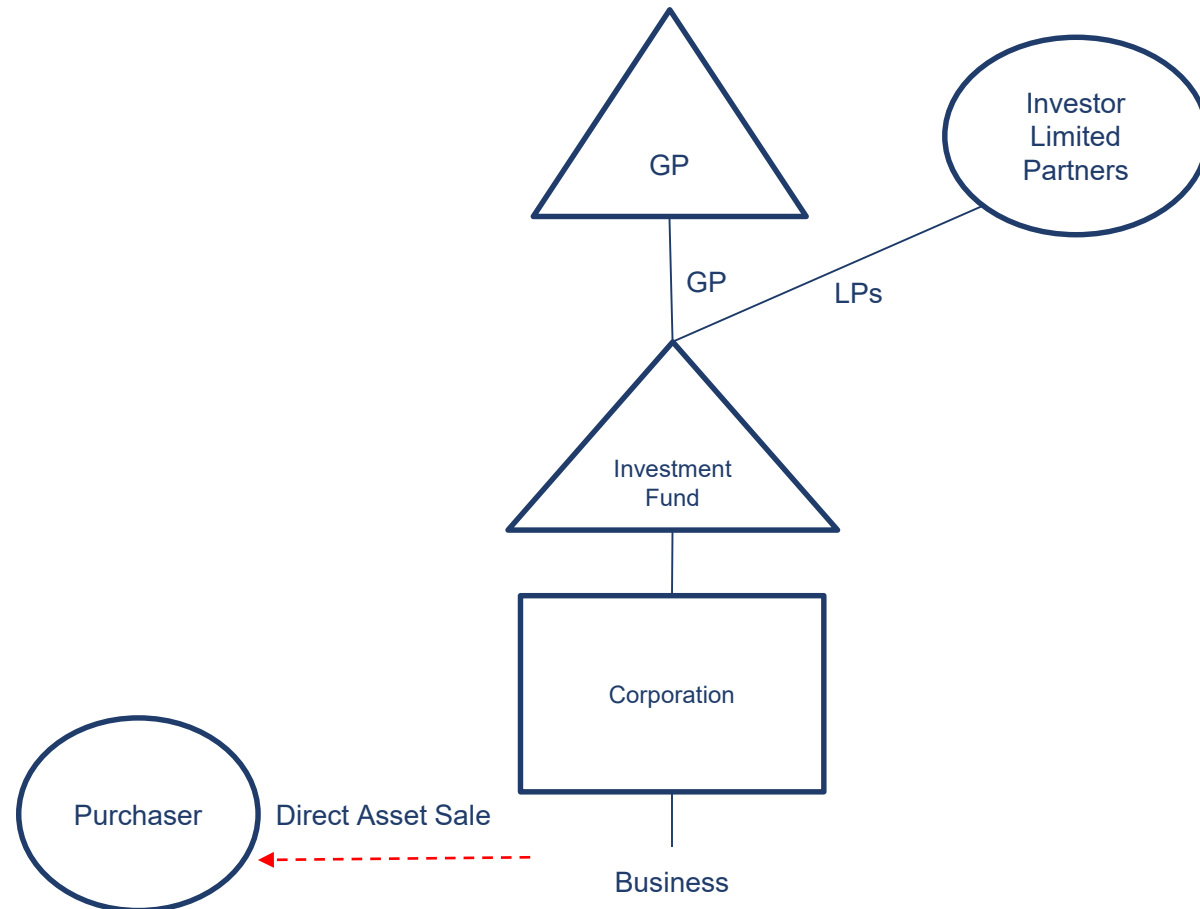 GP
Investor
Limited
Partners
GP
LPs
Investment
Fund
Corporation
Purchaser
Direct Asset Sale
Business